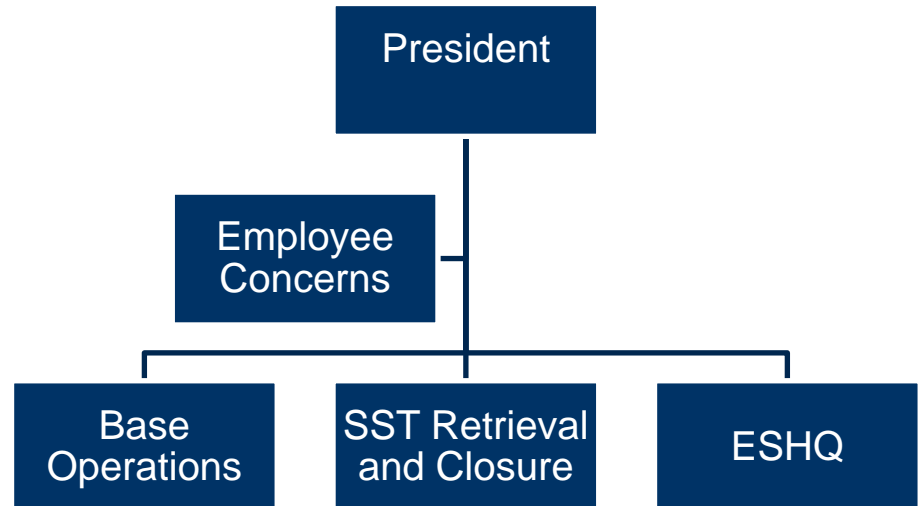 President
Employee
Concerns
Base
Operations
SST Retrieval
and Closure
ESHQ